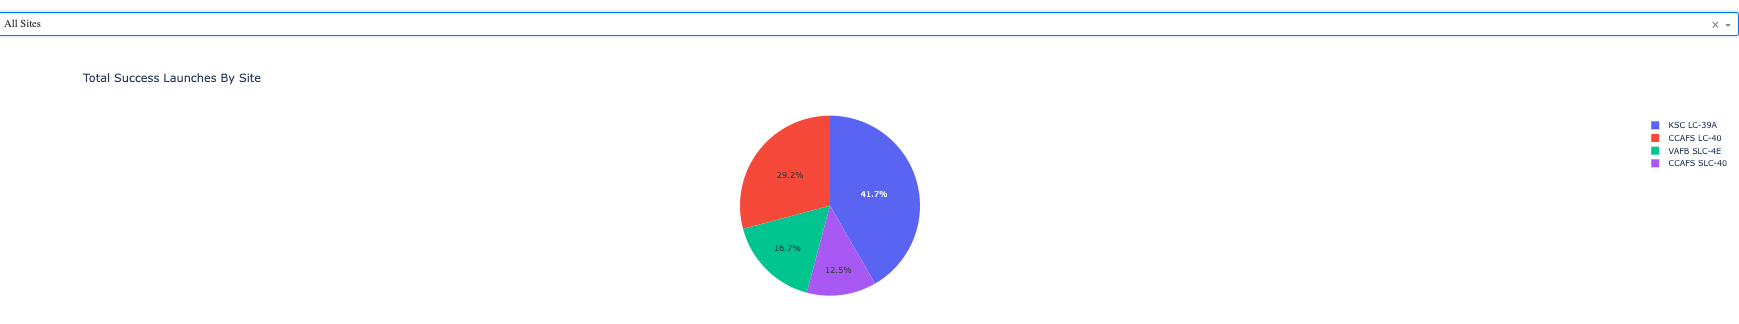 All Sites
Total Success Launches By Site
KSC LC-39A
CCAFS LC-40
VAFB SLC-4E
CCAFS SLC-40
29.2%
41.7%
16.7%
12.5%